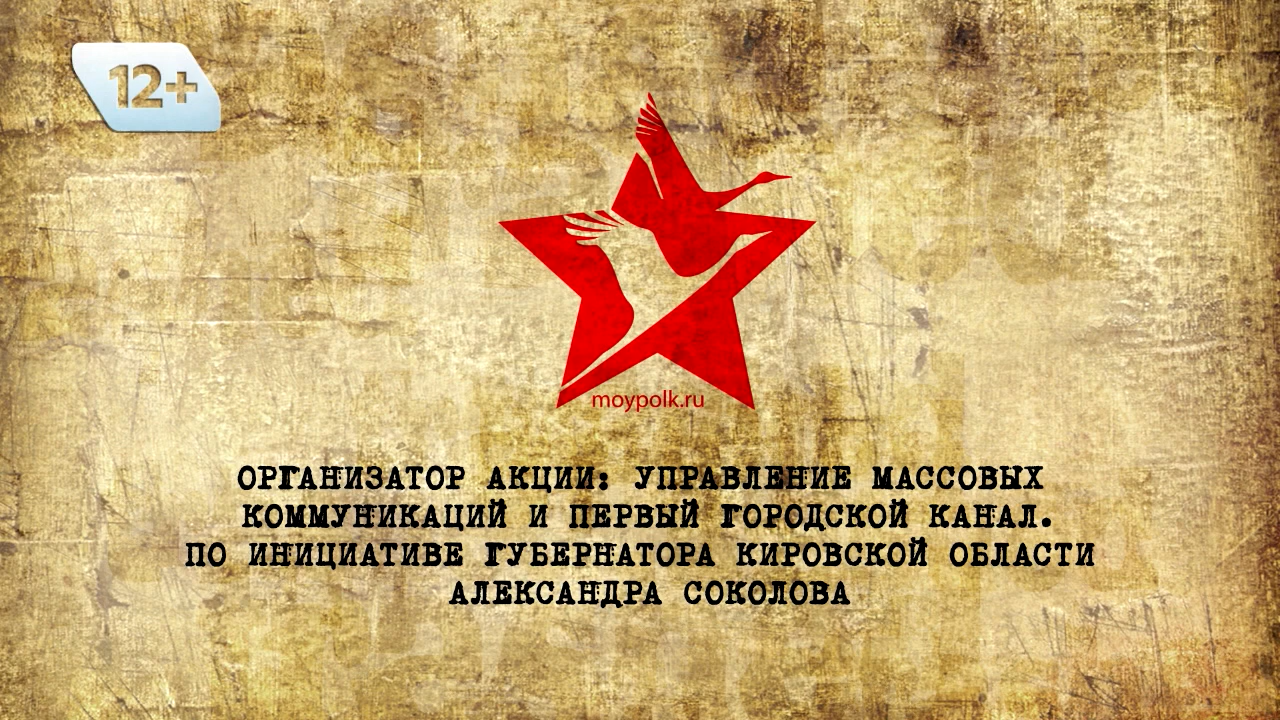 12+
moypolk.ru
ОРГАНИЗАТОР АКЦИИ: УПРАВЛЕНИЕ МАССОВЫХ
КОММУНИКАЦИЙ И ПЕРВЫЙ ГОРОДСКОЙ КАНАЛ.
ПО ИНИЦИАТИВЕ ГУБЕРНАТОРА КИРОВСКОЙ ОБЛАСТИ
АЛЕКСАНДРА СОКОЛОВА